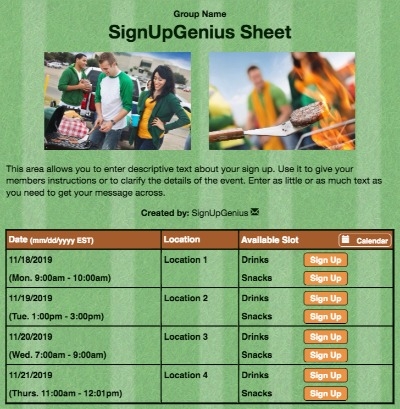 Group Name
SignUpGenius Sheet
This area allows you to enter descriptive text about your sign up. Use it to give your
members instructions or to clarify the details of the event. Enter as little or as much text as
you need to get your message across.
Created by: SignUpGenius
Date (mm/dd/yyyy EST) Location Available Slot Calendar
11/18/2019 Location 1 Drinks Sign Up
(Mon. 9:00am - 10:00am) Snacks Sign Up
11/19/2019 Location 2 Drinks Sign Up
(Tue. 1:00pm - 3:00pm) Snacks Sign Up
11/20/2019 Location 3 Drinks Sign Up
(Wed. 7:00am - 9:00am) Snacks Sign Up
11/21/2019 Location 4 Drinks Sign Up
(Thurs. 11:00am - 12:01pm) Snacks Sign Up